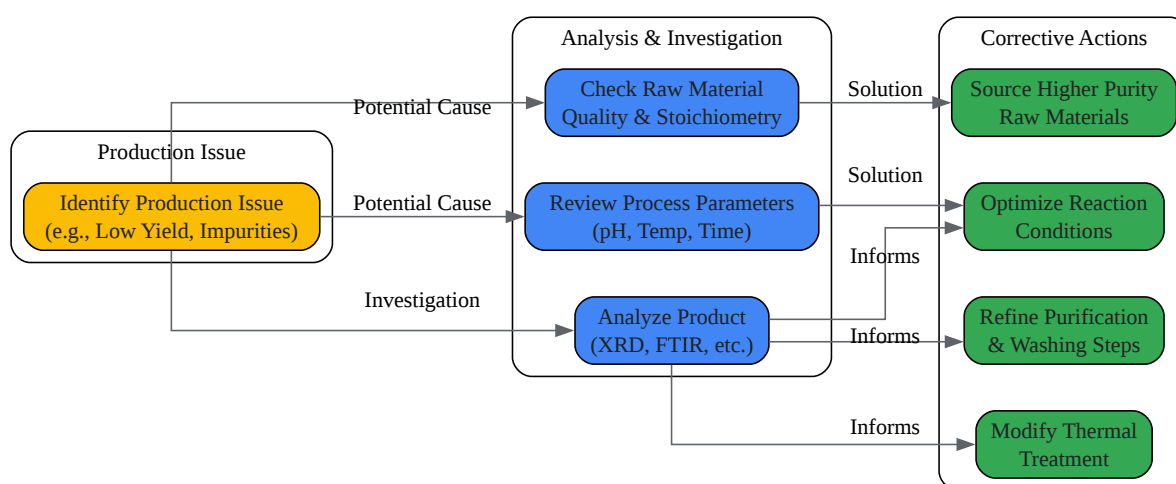 Production Issue
Identify Production Issue
(e.g., Low Yield, Impurities)
Potential Cause
Potential Cause
Investigation
Analysis & Investigation
Check Raw Material
Quality & Stoichiometry
Review Process Parameters
(pH, Temp, Time)
Analyze Product
(XRD, FTIR, etc.)
Solution
Solution
Informs
Informs
Informs
Corrective Actions
Source Higher Purity
Raw Materials
Optimize Reaction
Conditions
Refine Purification
& Washing Steps
Modify Thermal
Treatment